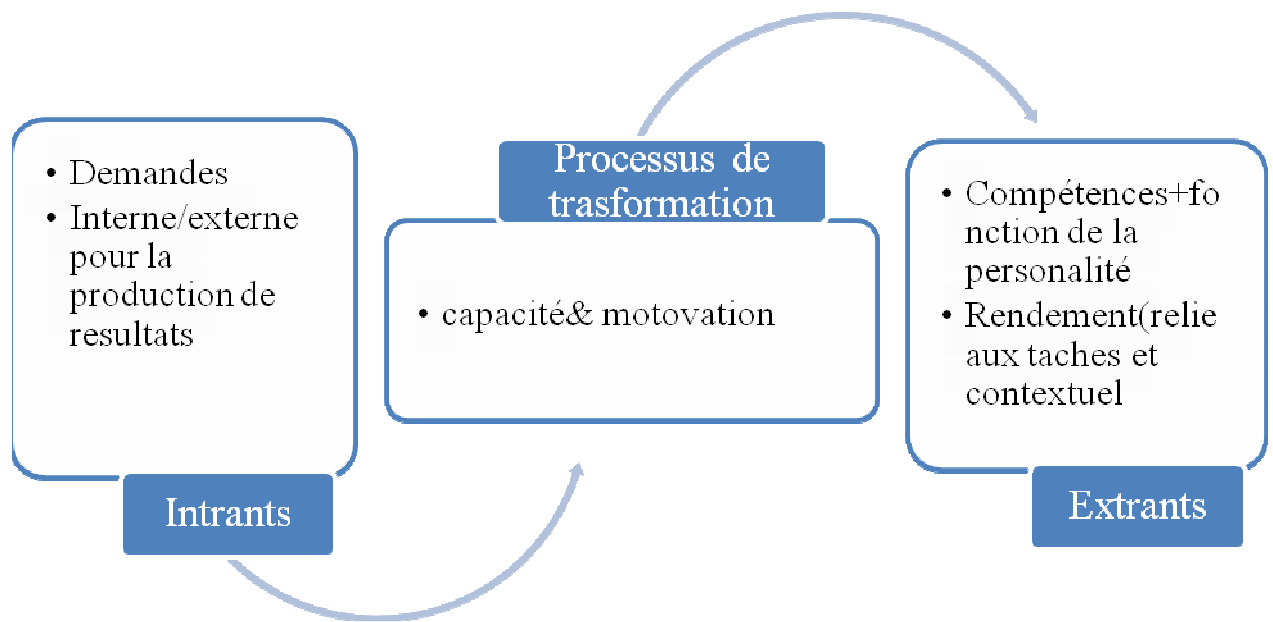 • Demandes
• Interne/externe
pour la
production de
resultats
Intrants
Processus de
trasformation
• capacité& motovation
• Compétences+fo
nction de la
personalité
• Rendement(relie
aux taches et
contextuel
Extrants